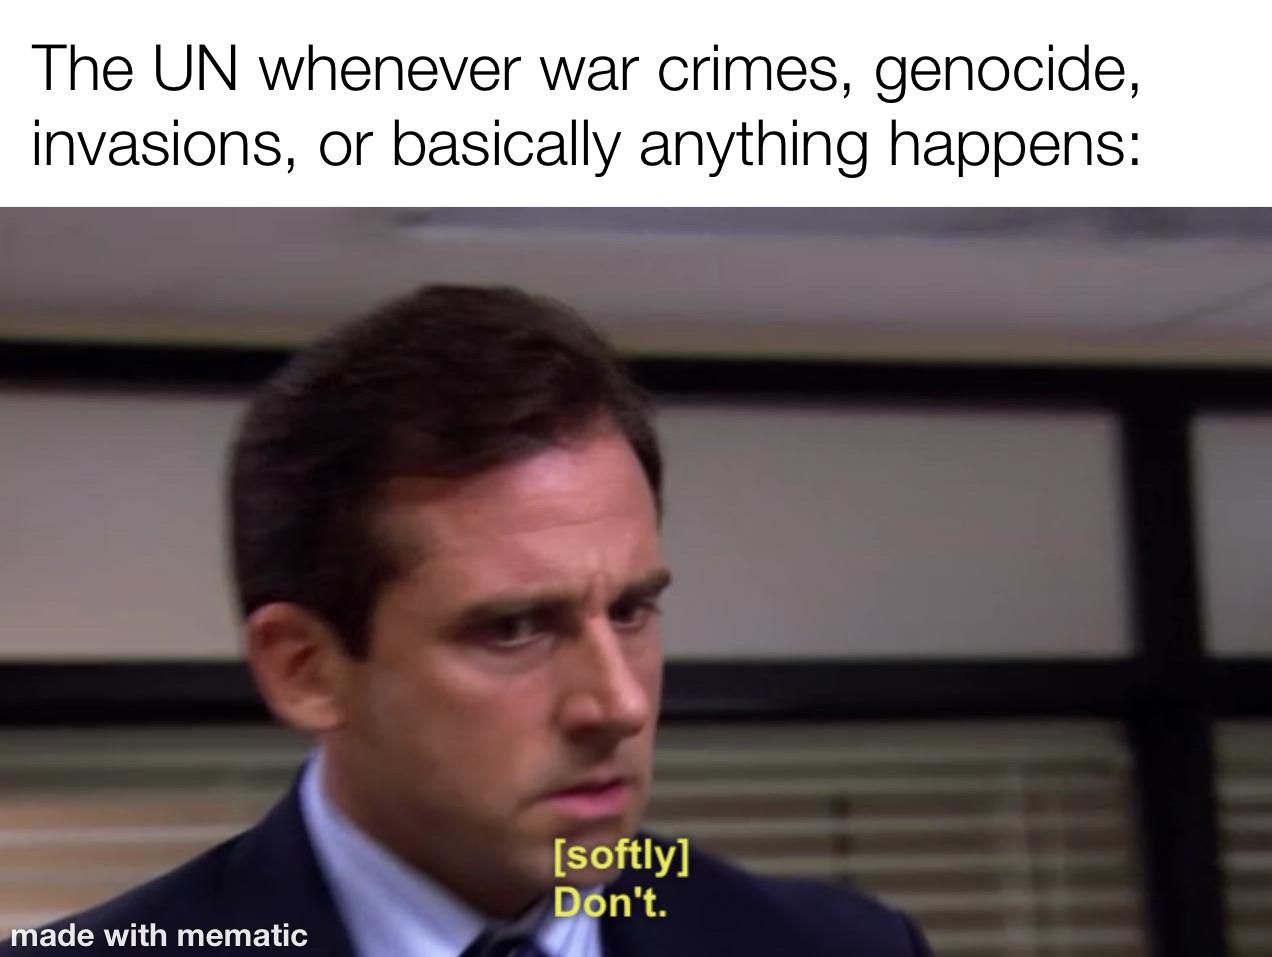 The UN whenever war crimes, genocide,
invasions, or basically anything happens:
[softly]
Don't.
made with mematic